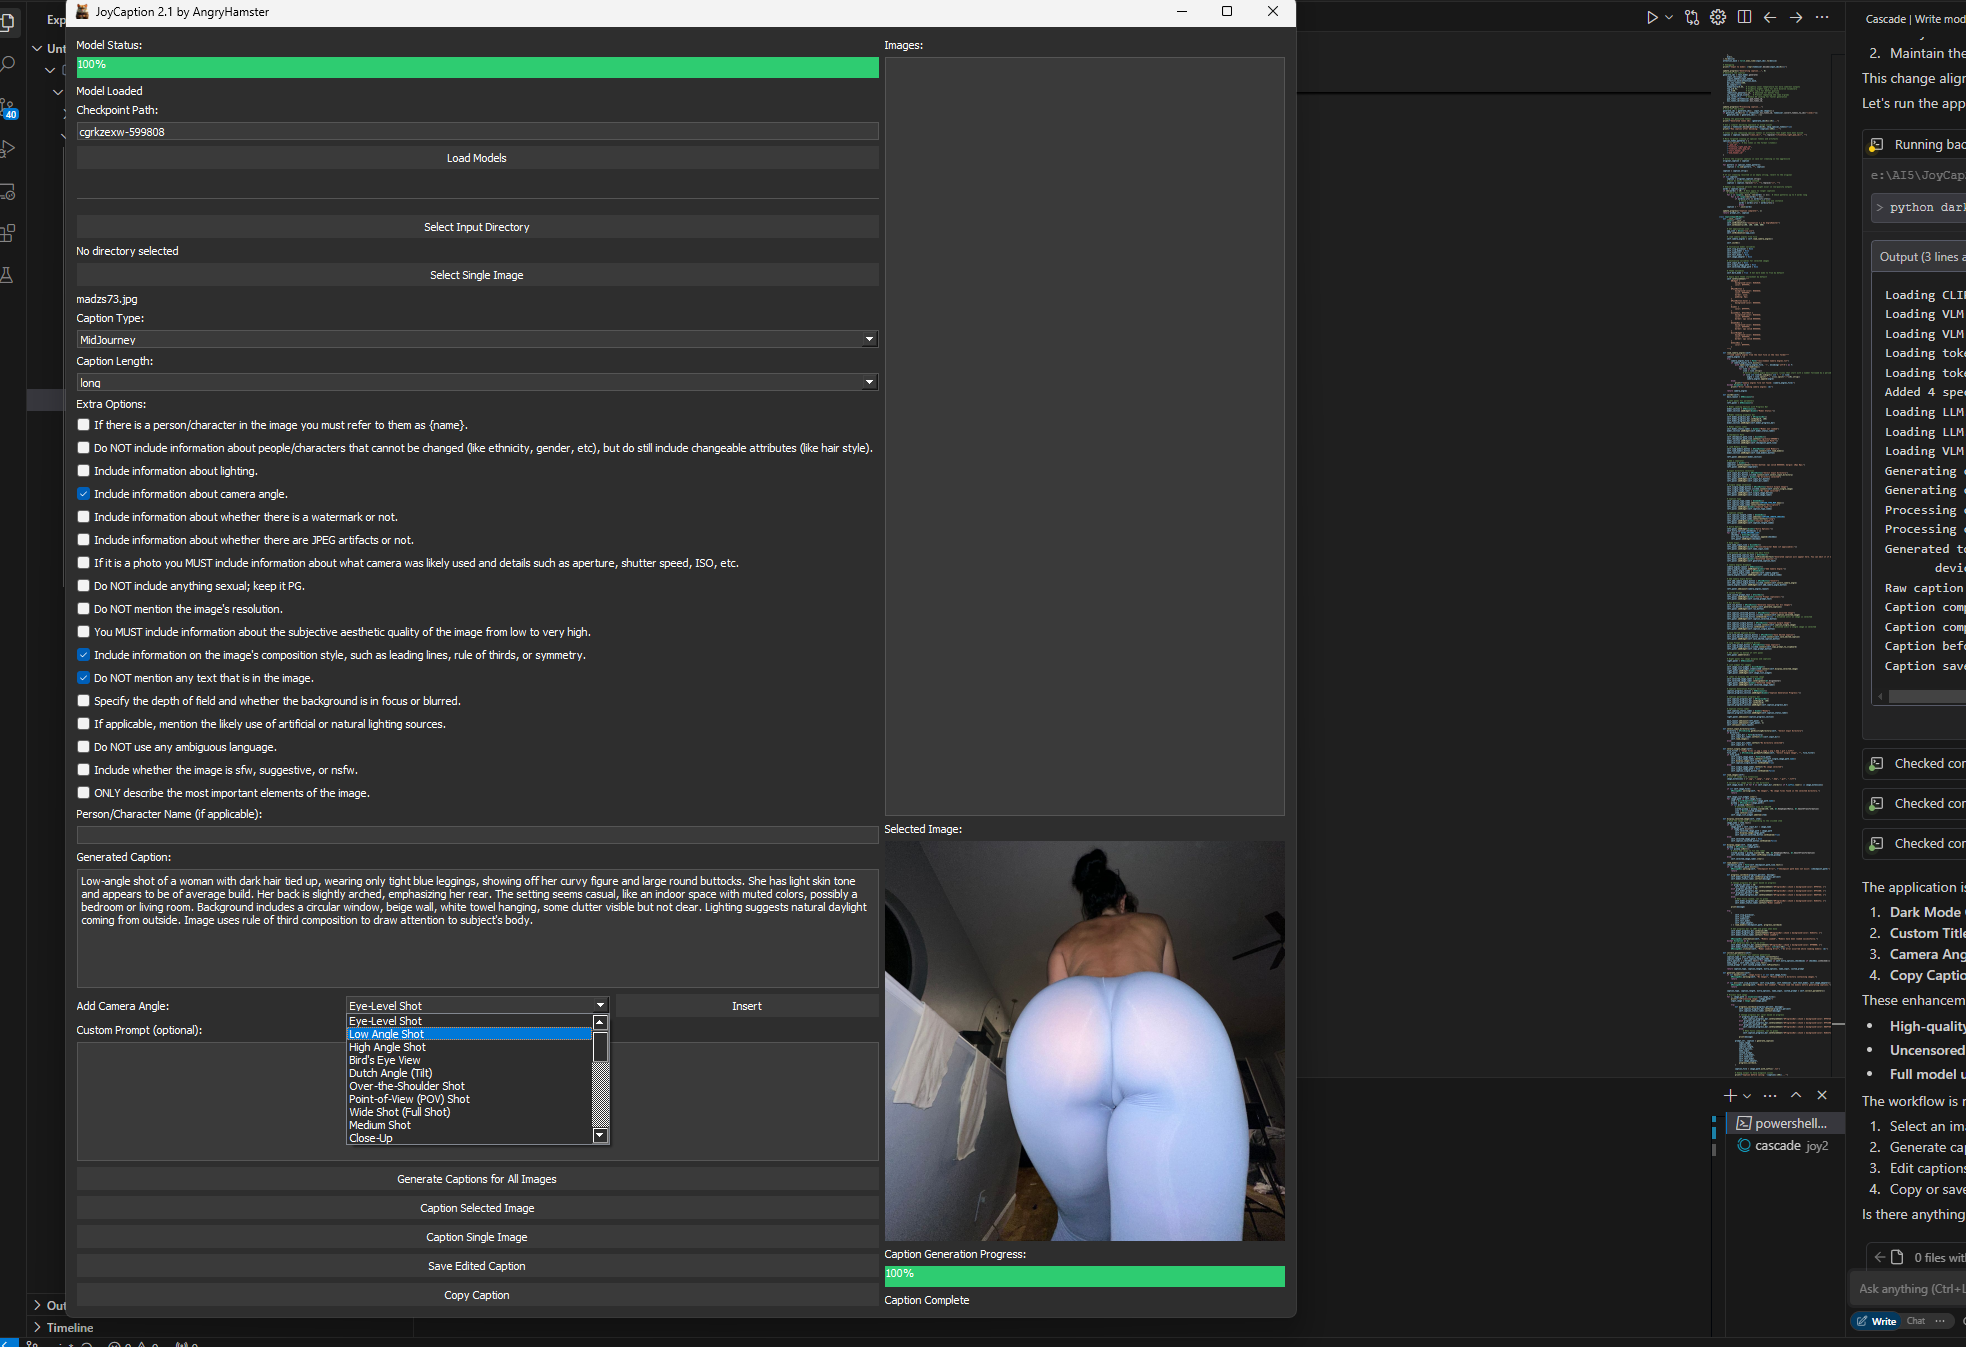 JoyCaption 2.1 by AngryHamster
Model Status:
100%
Model Loaded
Checkpoint Path:
cgrkzexw-599808
Load Models
Select Input Directory
No directory selected
Select Single Image
madzs73.jpg
Caption Type:
MidJourney
Caption Length:
long
Extra Options:
If there is a person/character in the image you must refer to them as {name}.
Do NOT include information about people/characters that cannot be changed (like ethnicity, gender, etc), but do still include changeable attributes (like hair style).
Include information about lighting.
Include information about camera angle.
Include information about whether there is a watermark or not.
Include information about whether there are JPEG artifacts or not.
If it is a photo you MUST include information about what camera was likely used and details such as aperture, shutter speed, ISO, etc.
Do NOT include anything sexual; keep it PG.
Do NOT mention the image's resolution.
You MUST include information about the subjective aesthetic quality of the image from low to very high.
Include information on the image's composition style, such as leading lines, rule of thirds, or symmetry.
Do NOT mention any text that is in the image.
Specify the depth of field and whether the background is in focus or blurred.
If applicable, mention the likely use of artificial or natural lighting sources.
Do NOT use any ambiguous language.
Include whether the image is sfw, suggestive, or nsfw.
ONLY describe the most important elements of the image.
Person/Character Name (if applicable):
Generated Caption:
Low-angle shot of a woman with dark hair tied up, wearing only tight blue leggings, showing off her curvy figure and large round buttocks. She has light skin tone
and appears to be of average build. Her back is slightly arched, emphasizing her rear. The setting seems casual, like an indoor space with muted colors, possibly a
bedroom or living room. Background includes a circular window, beige wall, white towel hanging, some clutter visible but not clear. Lighting suggests natural daylight
coming from outside. Image uses rule of third composition to draw attention to subject's body.
Add Camera Angle:
Eye-Level Shot
Insert
Eye-Level Shot
Low Angle Shot
High Angle Shot
Bird's Eye View
Dutch Angle (Tilt)
Over-the-Shoulder Shot
Point-of-View (POV) Shot
Wide Shot (Full Shot)
Medium Shot
Close-Up
Custom Prompt (optional):
Generate Captions for All Images
Caption Selected Image
Caption Single Image
Save Edited Caption
Copy Caption
Images:
Selected Image:
Caption Generation Progress:
100%
Caption Complete
Exp
Unt
40
Out
Timeline
powershell...
cascade joy2
Cascade | Write mod
2. Maintain the
This change align
Let's run the app
Running bac
e:\AI5\JoyCap
> python dark
Output (3 lines a
Loading CLI
Loading VLM
Loading VLM
Loading toke
Loading toke
Added 4 spec
Loading LLM
Loading LLM
Loading VLM
Generating
Generating
Processing
Processing
Generated to
devic
Raw caption
Caption comp
Caption comp
Caption befo
Caption save
Checked con
Checked con
Checked con
The application is
1. Dark Mode
2. Custom Title
3. Camera Ang
4. Copy Captio
These enhancem
High-quality
Uncensored
Full model u
The workflow is r
1. Select an ima
2. Generate cap
3. Edit captions
4. Copy or save
Is there anything
0 files with
Ask anything (Ctrl+L
Write
Chat